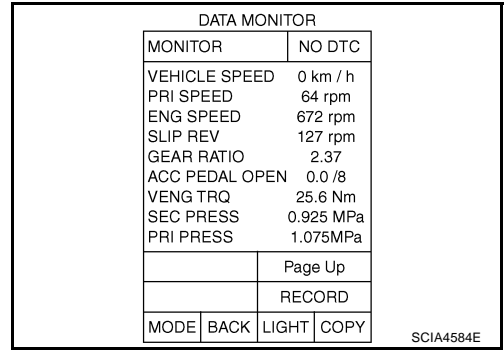 DATA MONITOR
MONITOR NO DTC
VEHICLE SPEED 0 km / h
PRI SPEED 64 rpm
ENG SPEED 672 rpm
SLIP REV 127 rpm
GEAR RATIO 2.37
ACC PEDAL OPEN 0.0 /8
VENG TRQ 25.6 Nm
SEC PRESS 0.925 MPa
PRI PRESS 1.075MPa
Page Up
RECORD
MODE BACK LIGHT COPY
SCIA4584E